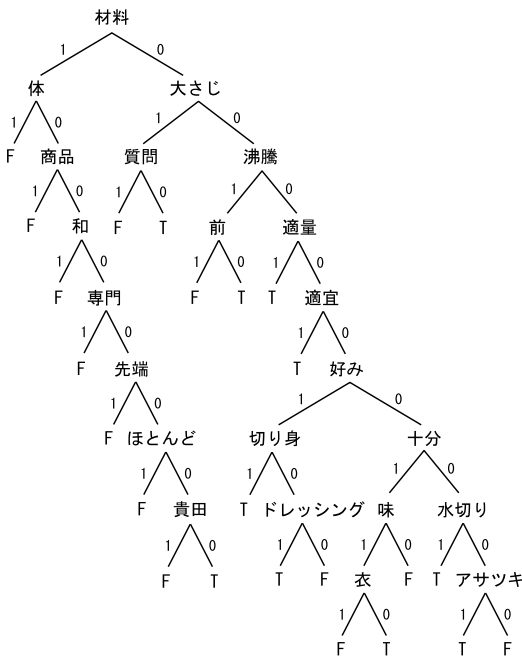 材料
1 0
体 大さじ
1 0 1 0
F 商品 質問 沸騰
1 0 1 0 1 0
F 和 F T 前 適量
1 0 1 0 1 0
F 専門 F T T 適宜
1 0 1 0
F 先端 T 好み
1 0 1 0
F ほとんど 切り身 十分
1 0 1 0 1 0
F 貴田 T ドレッシング 味 水切り
1 0 1 0 1 0 1 0
F T T F 衣 F T アサツキ
1 0 1 0
F T T F